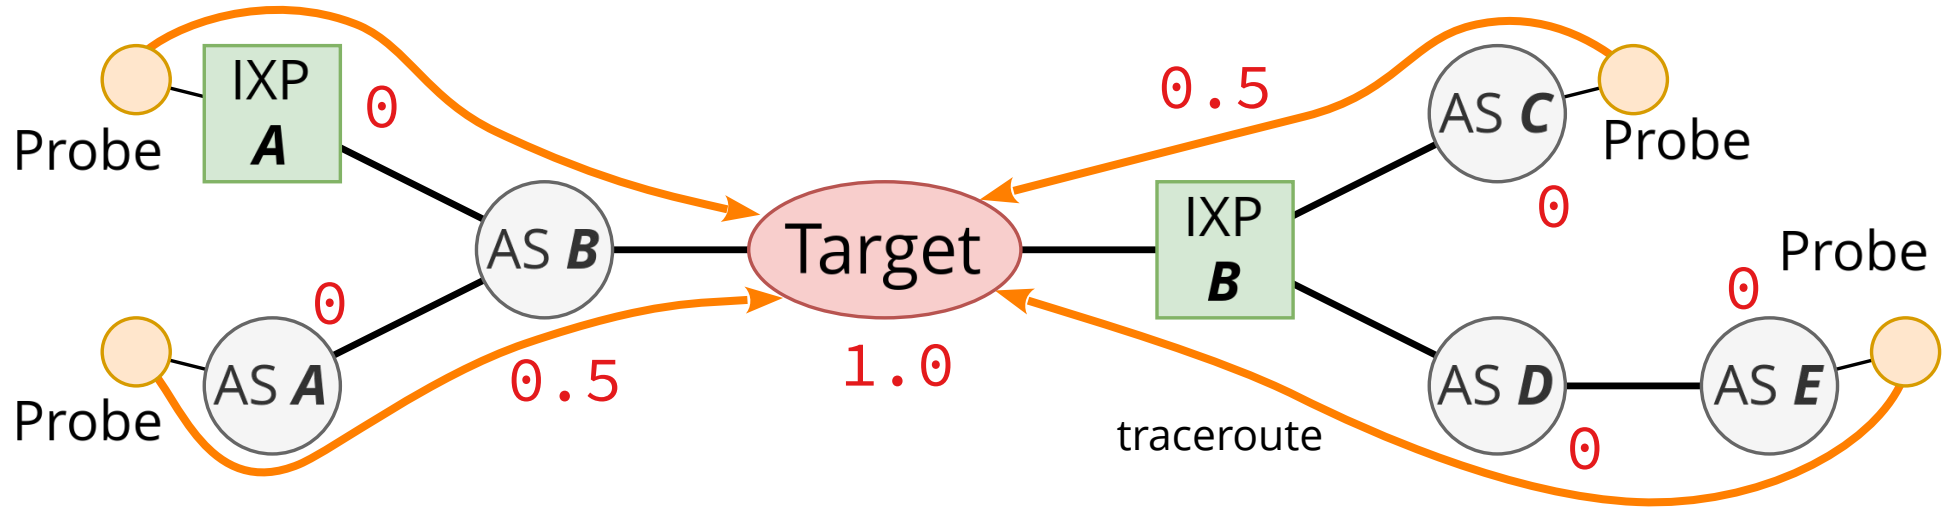 IXP
A
0
Probe
AS B
0
AS A
Probe
0.5
Target
1.0
0.5
IXP
B
AS C
Probe
0
Probe
0
AS D
AS E
0
traceroute